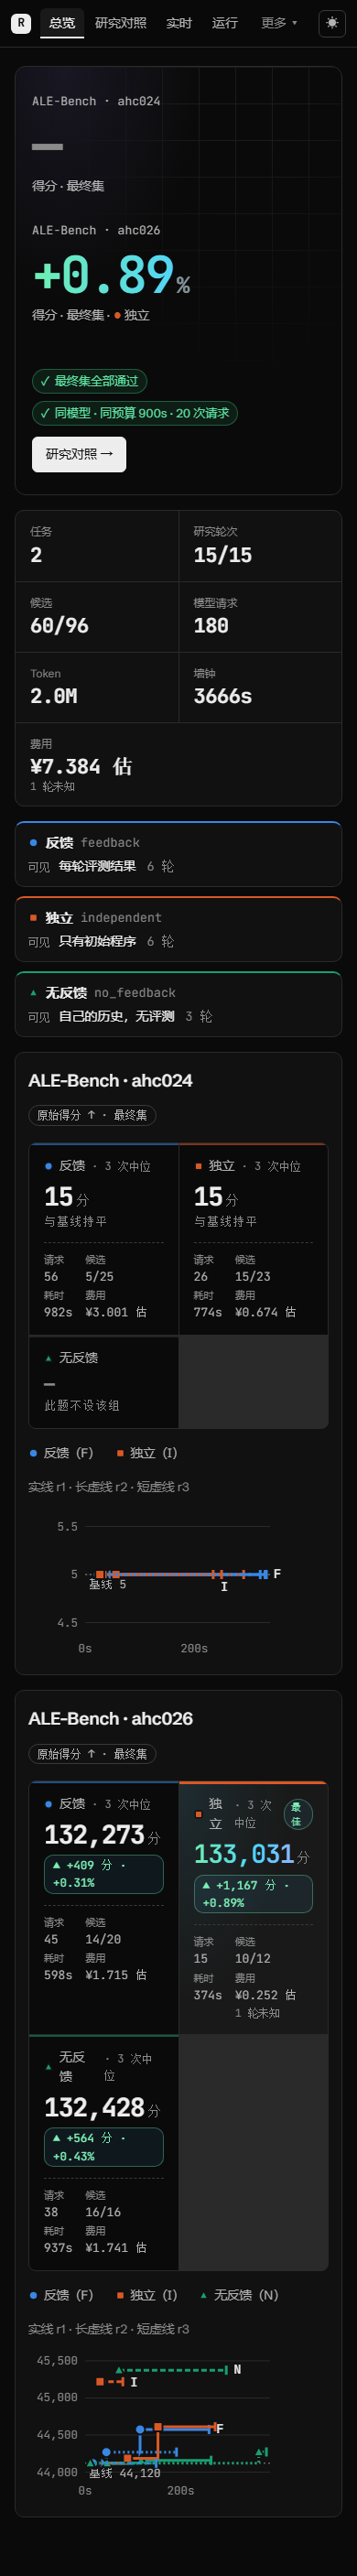 R 总览 研究对照 实时 运行 更多 ▾
ALE-Bench · ahc024
—
得分 · 最终集
ALE-Bench · ahc026
+0.89%
得分 · 最终集 · 独立
✓ 最终集全部通过
✓ 同模型 · 同预算 900s · 20 次请求
研究对照 →
任务 研究轮次
2 15/15
候选 模型请求
60/96 180
Token 墙钟
2.0M 3666s
费用
¥7.384 估
1 轮未知
反馈 feedback
可见 每轮评测结果 6 轮
独立 independent
可见 只有初始程序 6 轮
无反馈 no_feedback
可见 自己的历史，无评测 3 轮
ALE-Bench · ahc024
原始得分 ↑ · 最终集
反馈 · 3 次中位
15 分
与基线持平
请求 候选
56 5/25
耗时 费用
982s ¥3.001 估
独立 · 3 次中位
15 分
与基线持平
请求 候选
26 15/23
耗时 费用
774s ¥0.674 估
无反馈
—
此题不设该组
反馈 (F) 独立 (I)
实线 r1 · 长虚线 r2 · 短虚线 r3
5.5
5
4.5
基线 5
F
I
0s 200s
ALE-Bench · ahc026
原始得分 ↑ · 最终集
反馈 · 3 次中位
132,273 分
▲ +409 分 ·
+0.31%
请求 候选
45 14/20
耗时 费用
598s ¥1.715 估
独
立 · 3 次
中位 最
佳
133,031 分
▲ +1,167 分 ·
+0.89%
请求 候选
15 10/12
耗时 费用
374s ¥0.252 估
1 轮未知
无反
馈 · 3 次中
位
132,428 分
▲ +564 分 ·
+0.43%
请求 候选
38 16/16
耗时 费用
937s ¥1.741 估
反馈 (F) 独立 (I) 无反馈 (N)
实线 r1 · 长虚线 r2 · 短虚线 r3
45,500
N
I
45,000
44,500
F
44,000
基线 44,120
0s 200s